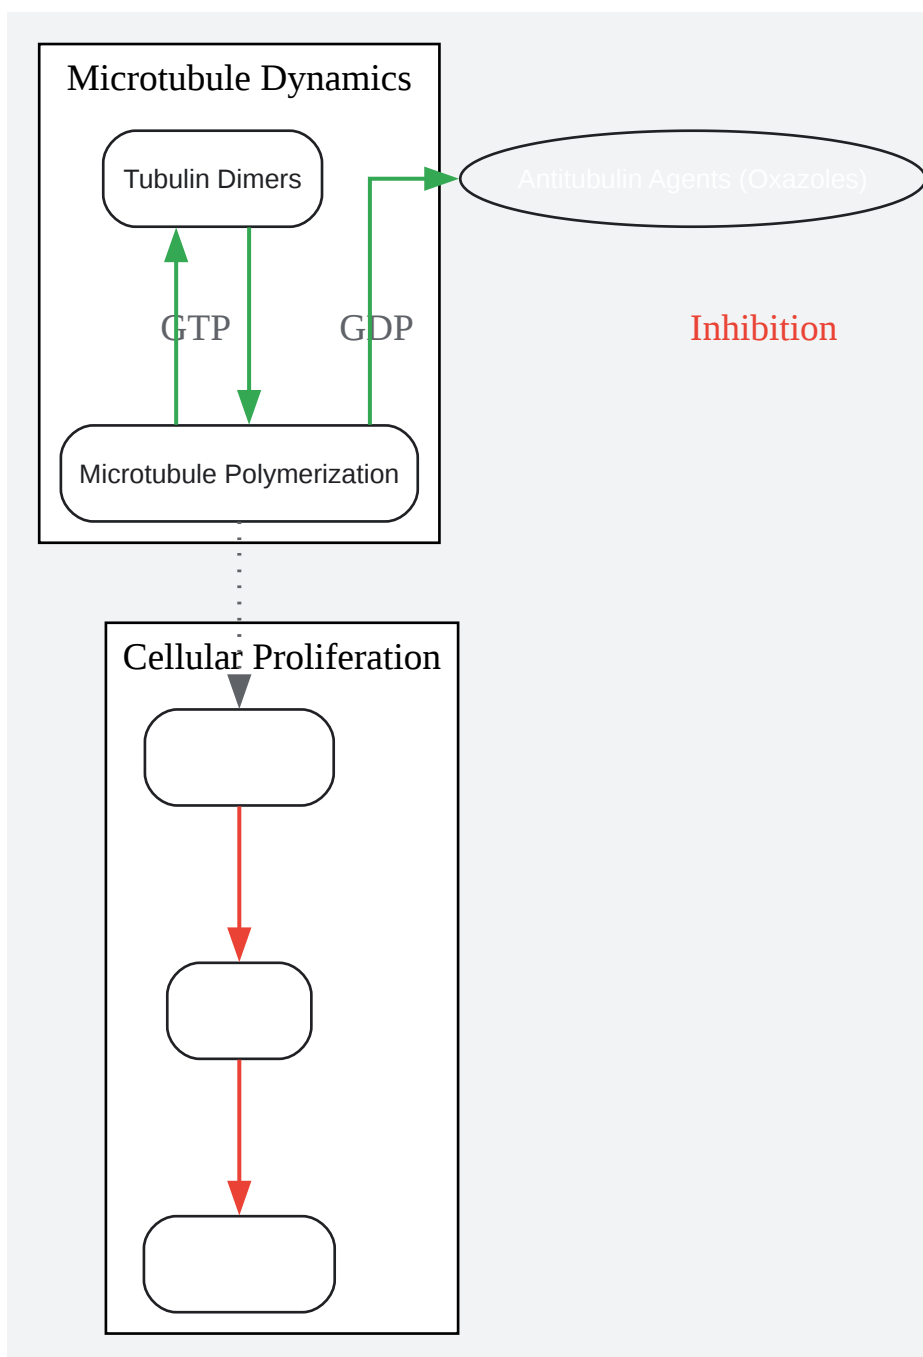 Microtubule Dynamics
Tubulin Dimers
Antitubulin Agents (Oxazoles)
GTP
GDP
Inhibition
Microtubule Polymerization
Cellular Proliferation